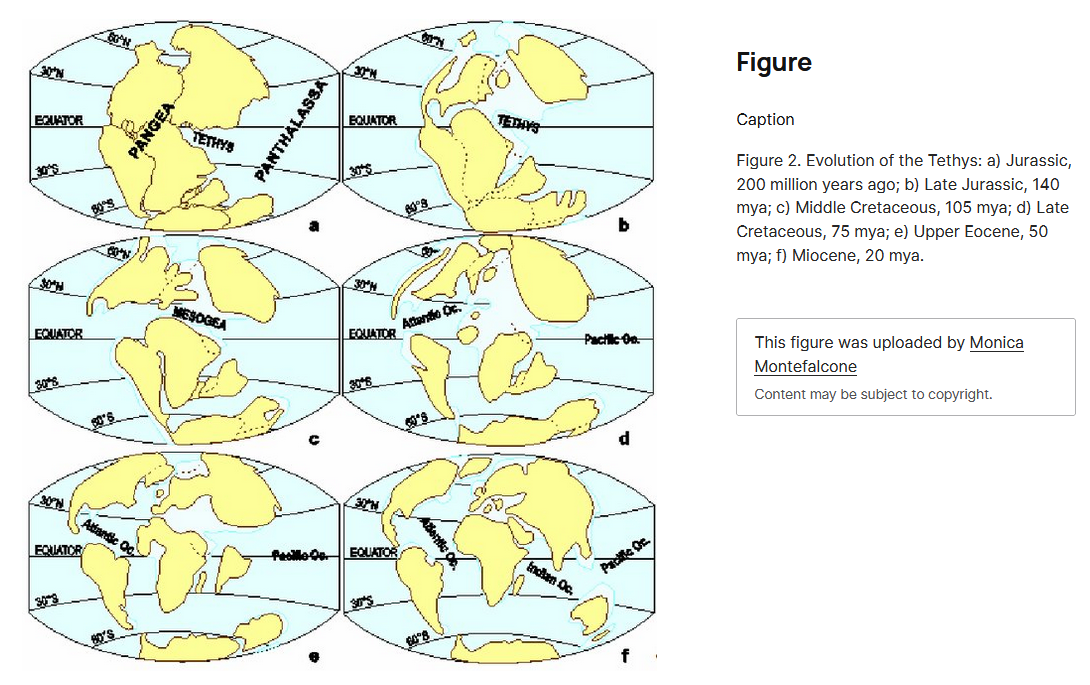 60°N
30°N
EQUATOR
PANGEA
TETHYS
PANTHALASSA
30°S
60°S
a
60°N
30°N
EQUATOR
TETHYS
30°S
60°S
b
60°N
30°N
MESOGEA
EQUATOR
30°S
60°S
c
60°
30°N
Atlantic Oc.
EQUATOR
Pacific Oc.
30°S
60°S
d
30°N
Atlantic Oc.
EQUATOR
Pacific Oc.
30°S
60°S
e
30°N
Atlantic Oc.
EQUATOR
Pacific Oc.
Indian Oc.
30°S
60°S
f
Figure
Caption
Figure 2. Evolution of the Tethys: a) Jurassic,
200 million years ago; b) Late Jurassic, 140
mya; c) Middle Cretaceous, 105 mya; d) Late
Cretaceous, 75 mya; e) Upper Eocene, 50
mya; f) Miocene, 20 mya.
This figure was uploaded by Monica
Montefalcone
Content may be subject to copyright.